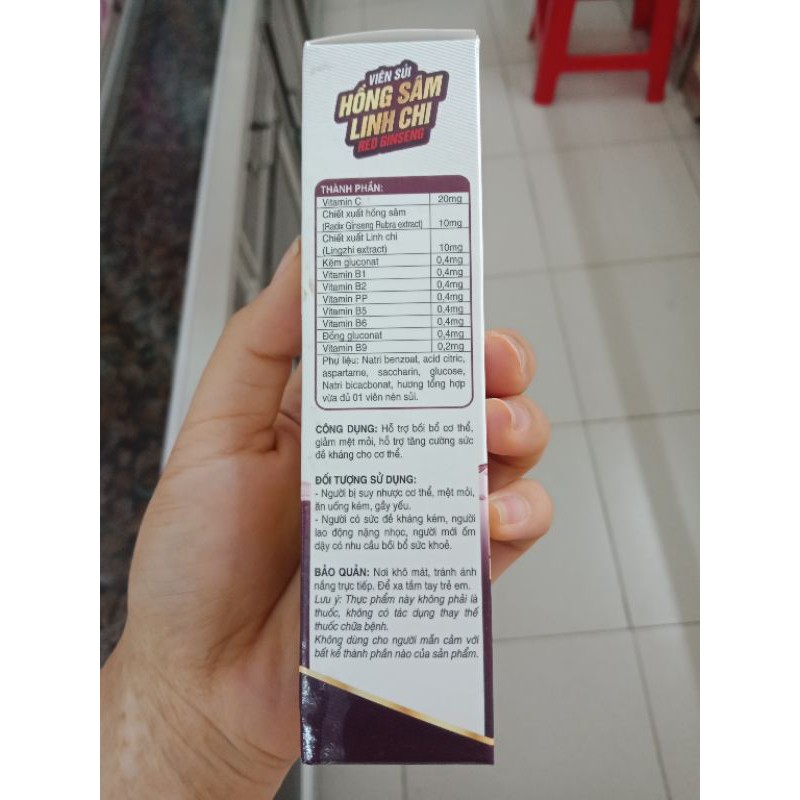 VIÊN SỦI
HỒNG SÂM
LINH CHI
RED GINSENG
THÀNH PHẦN:
Vitamin C 20mg
Chiết xuất hồng sâm
(Radix Ginseng Rubra extract) 10mg
Chiết xuất Linh chi
(Lingzhi extract) 10mg
Kẽm gluconat 0,4mg
Vitamin B1 0,4mg
Vitamin B2 0,4mg
Vitamin PP 0,4mg
Vitamin B5 0,4mg
Vitamin B6 0,4mg
Đồng gluconat 0,4mg
Vitamin B9 0,2mg
Phụ liệu: Natri benzoat, acid citric,
aspartame, saccharin, glucose,
Natri bicacbonat, hương tổng hợp
vừa đủ 01 viên nén sủi.
CÔNG DỤNG: Hỗ trợ bồi bổ cơ thể,
giảm mệt mỏi, hỗ trợ tăng cường sức
đề kháng cho cơ thể.
ĐỐI TƯỢNG SỬ DỤNG:
- Người bị suy nhược cơ thể, mệt mỏi,
ăn uống kém, gầy yếu.
- Người có sức đề kháng kém, người
lao động nặng nhọc, người mới ốm
dậy có nhu cầu bồi bổ sức khoẻ.
BẢO QUẢN: Nơi khô mát, tránh ánh
nắng trực tiếp. Để xa tầm tay trẻ em.
Lưu ý: Thực phẩm này không phải là
thuốc, không có tác dụng thay thế
thuốc chữa bệnh.
Không dùng cho người mẫn cảm với
bất kể thành phần nào của sản phẩm.